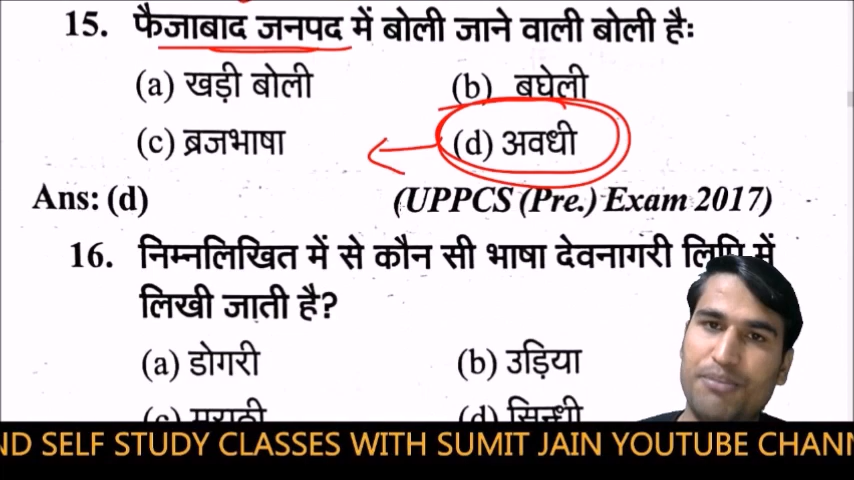 15. फैजाबाद जनपद में बोली जाने वाली बोली हैः
(a) खड़ी बोली (b) बघेली
(c) ब्रजभाषा (d) अवधी
Ans: (d) (UPPCS (Pre.) Exam 2017)
16. निम्नलिखित में से कौन सी भाषा देवनागरी लिपि में
लिखी जाती है?
(a) डोगरी (b) उड़िया
(c) मराठी (d) सिन्धी
ND SELF STUDY CLASSES WITH SUMIT JAIN YOUTUBE CHANN